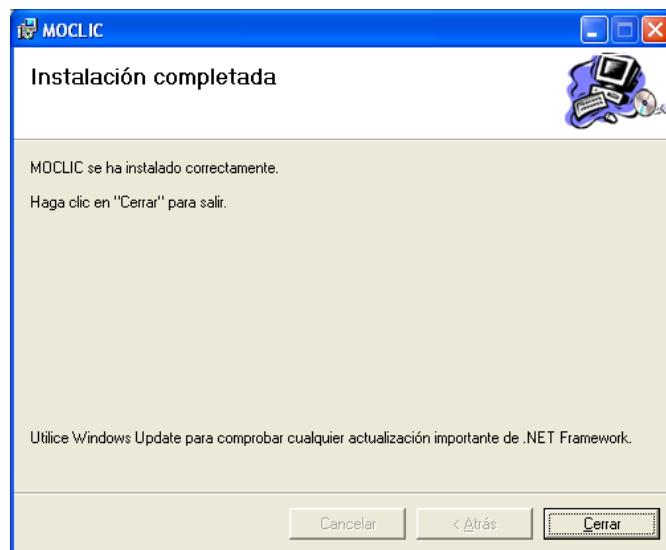 MOCLIC
Instalación completada
MOCLIC se ha instalado correctamente.
Haga clic en "Cerrar" para salir.
Utilice Windows Update para comprobar cualquier actualización importante de .NET Framework.
Cancelar < Atrás Cerrar